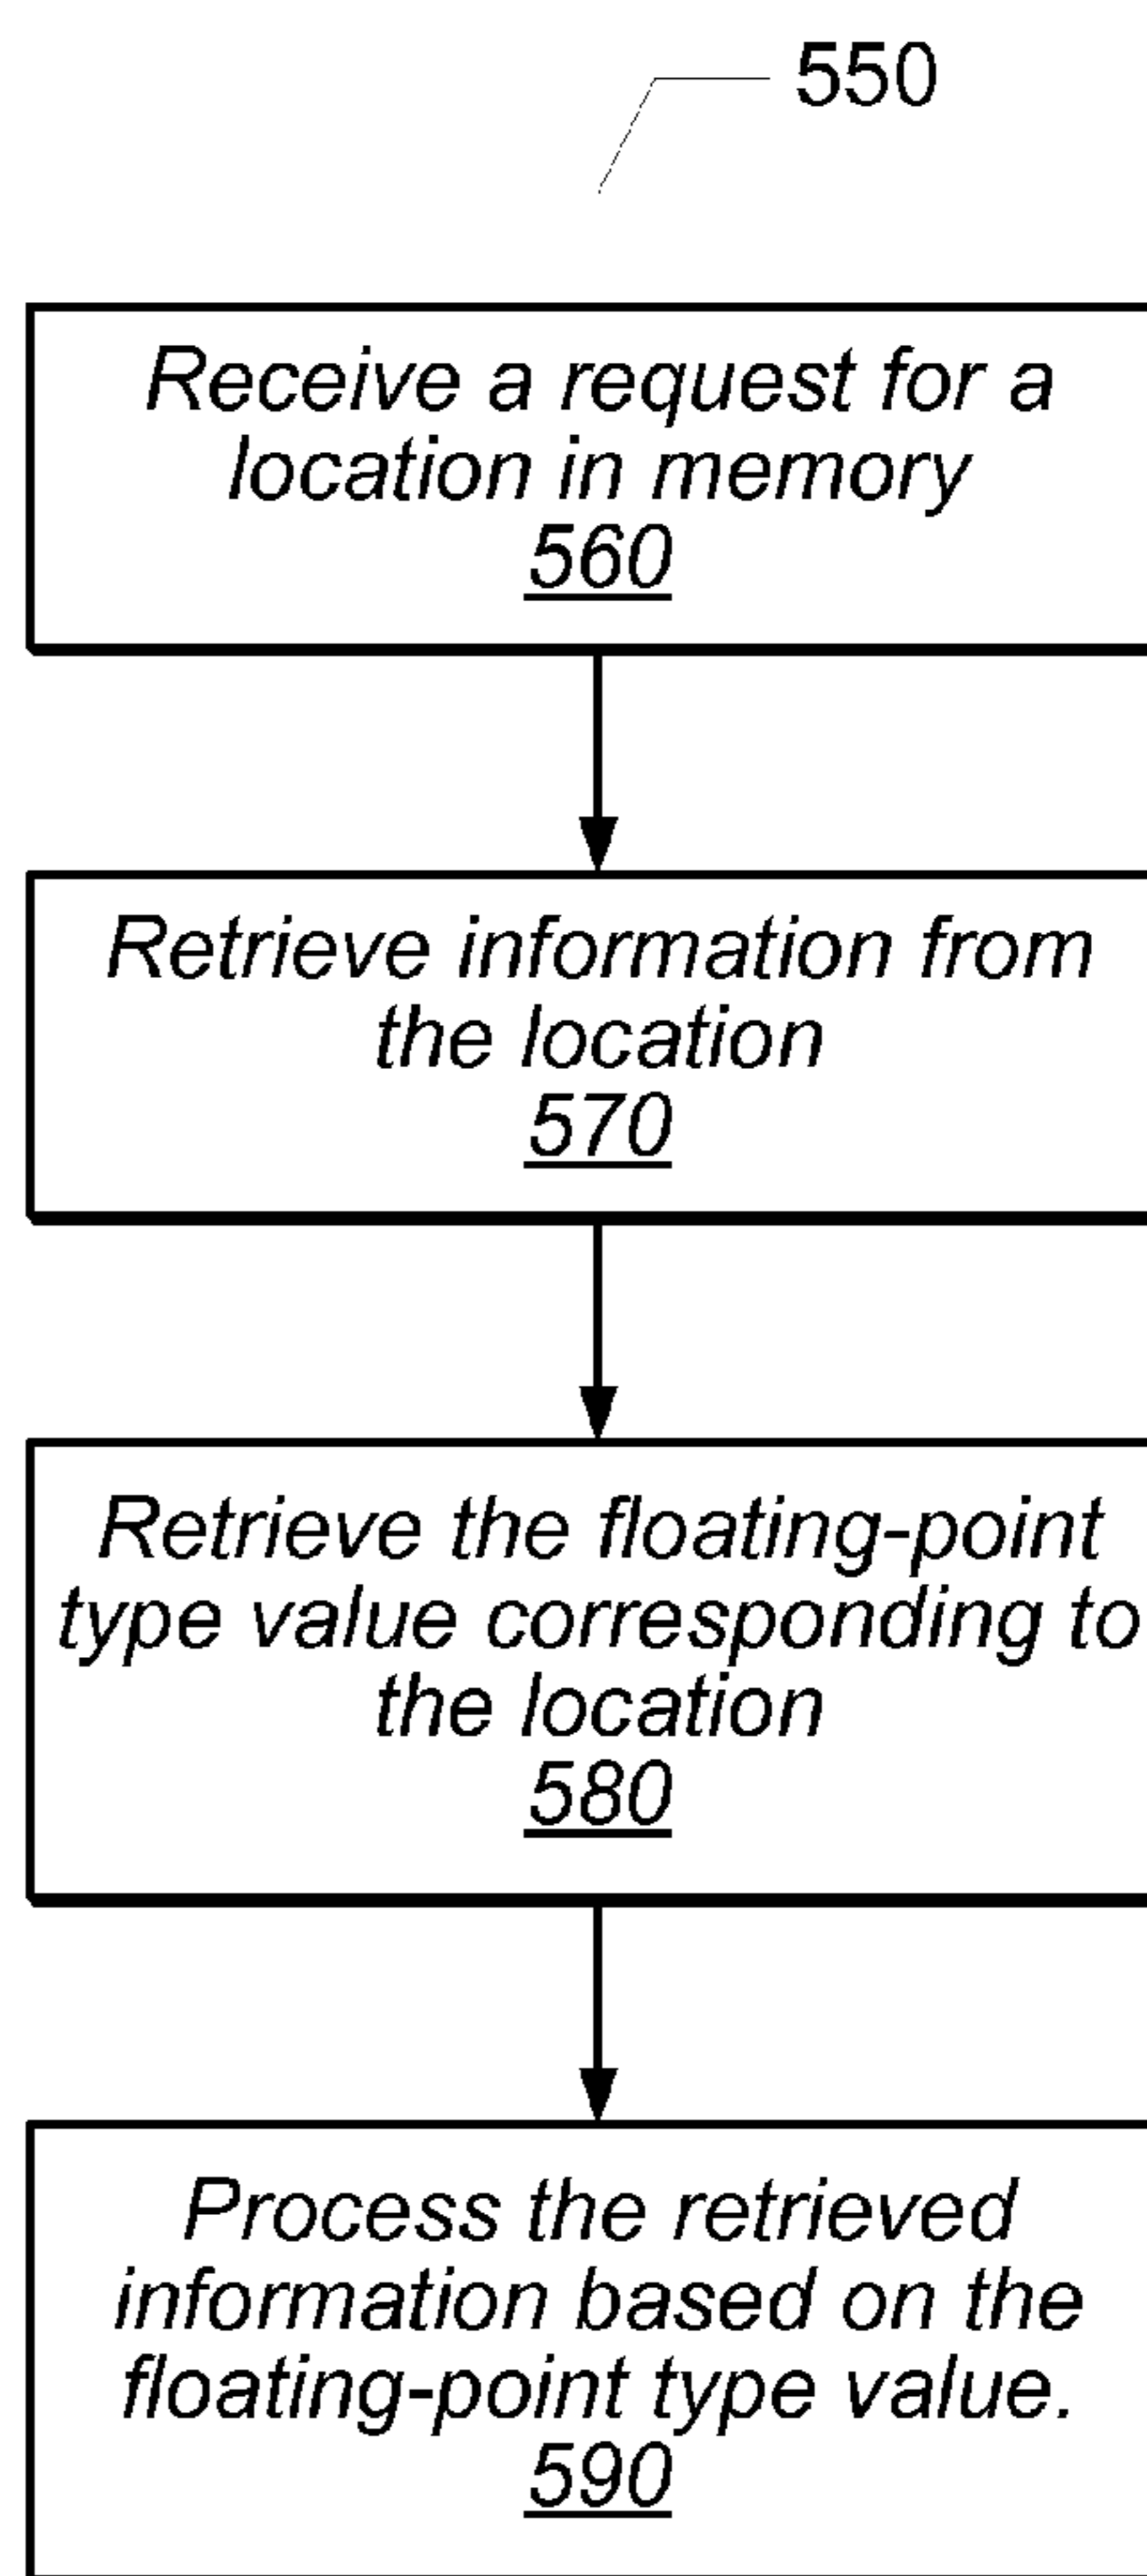 550
Receive a request for a
location in memory
560
Retrieve information from
the location
570
Retrieve the floating-point
type value corresponding to
the location
580
Process the retrieved
information based on the
floating-point type value.
590